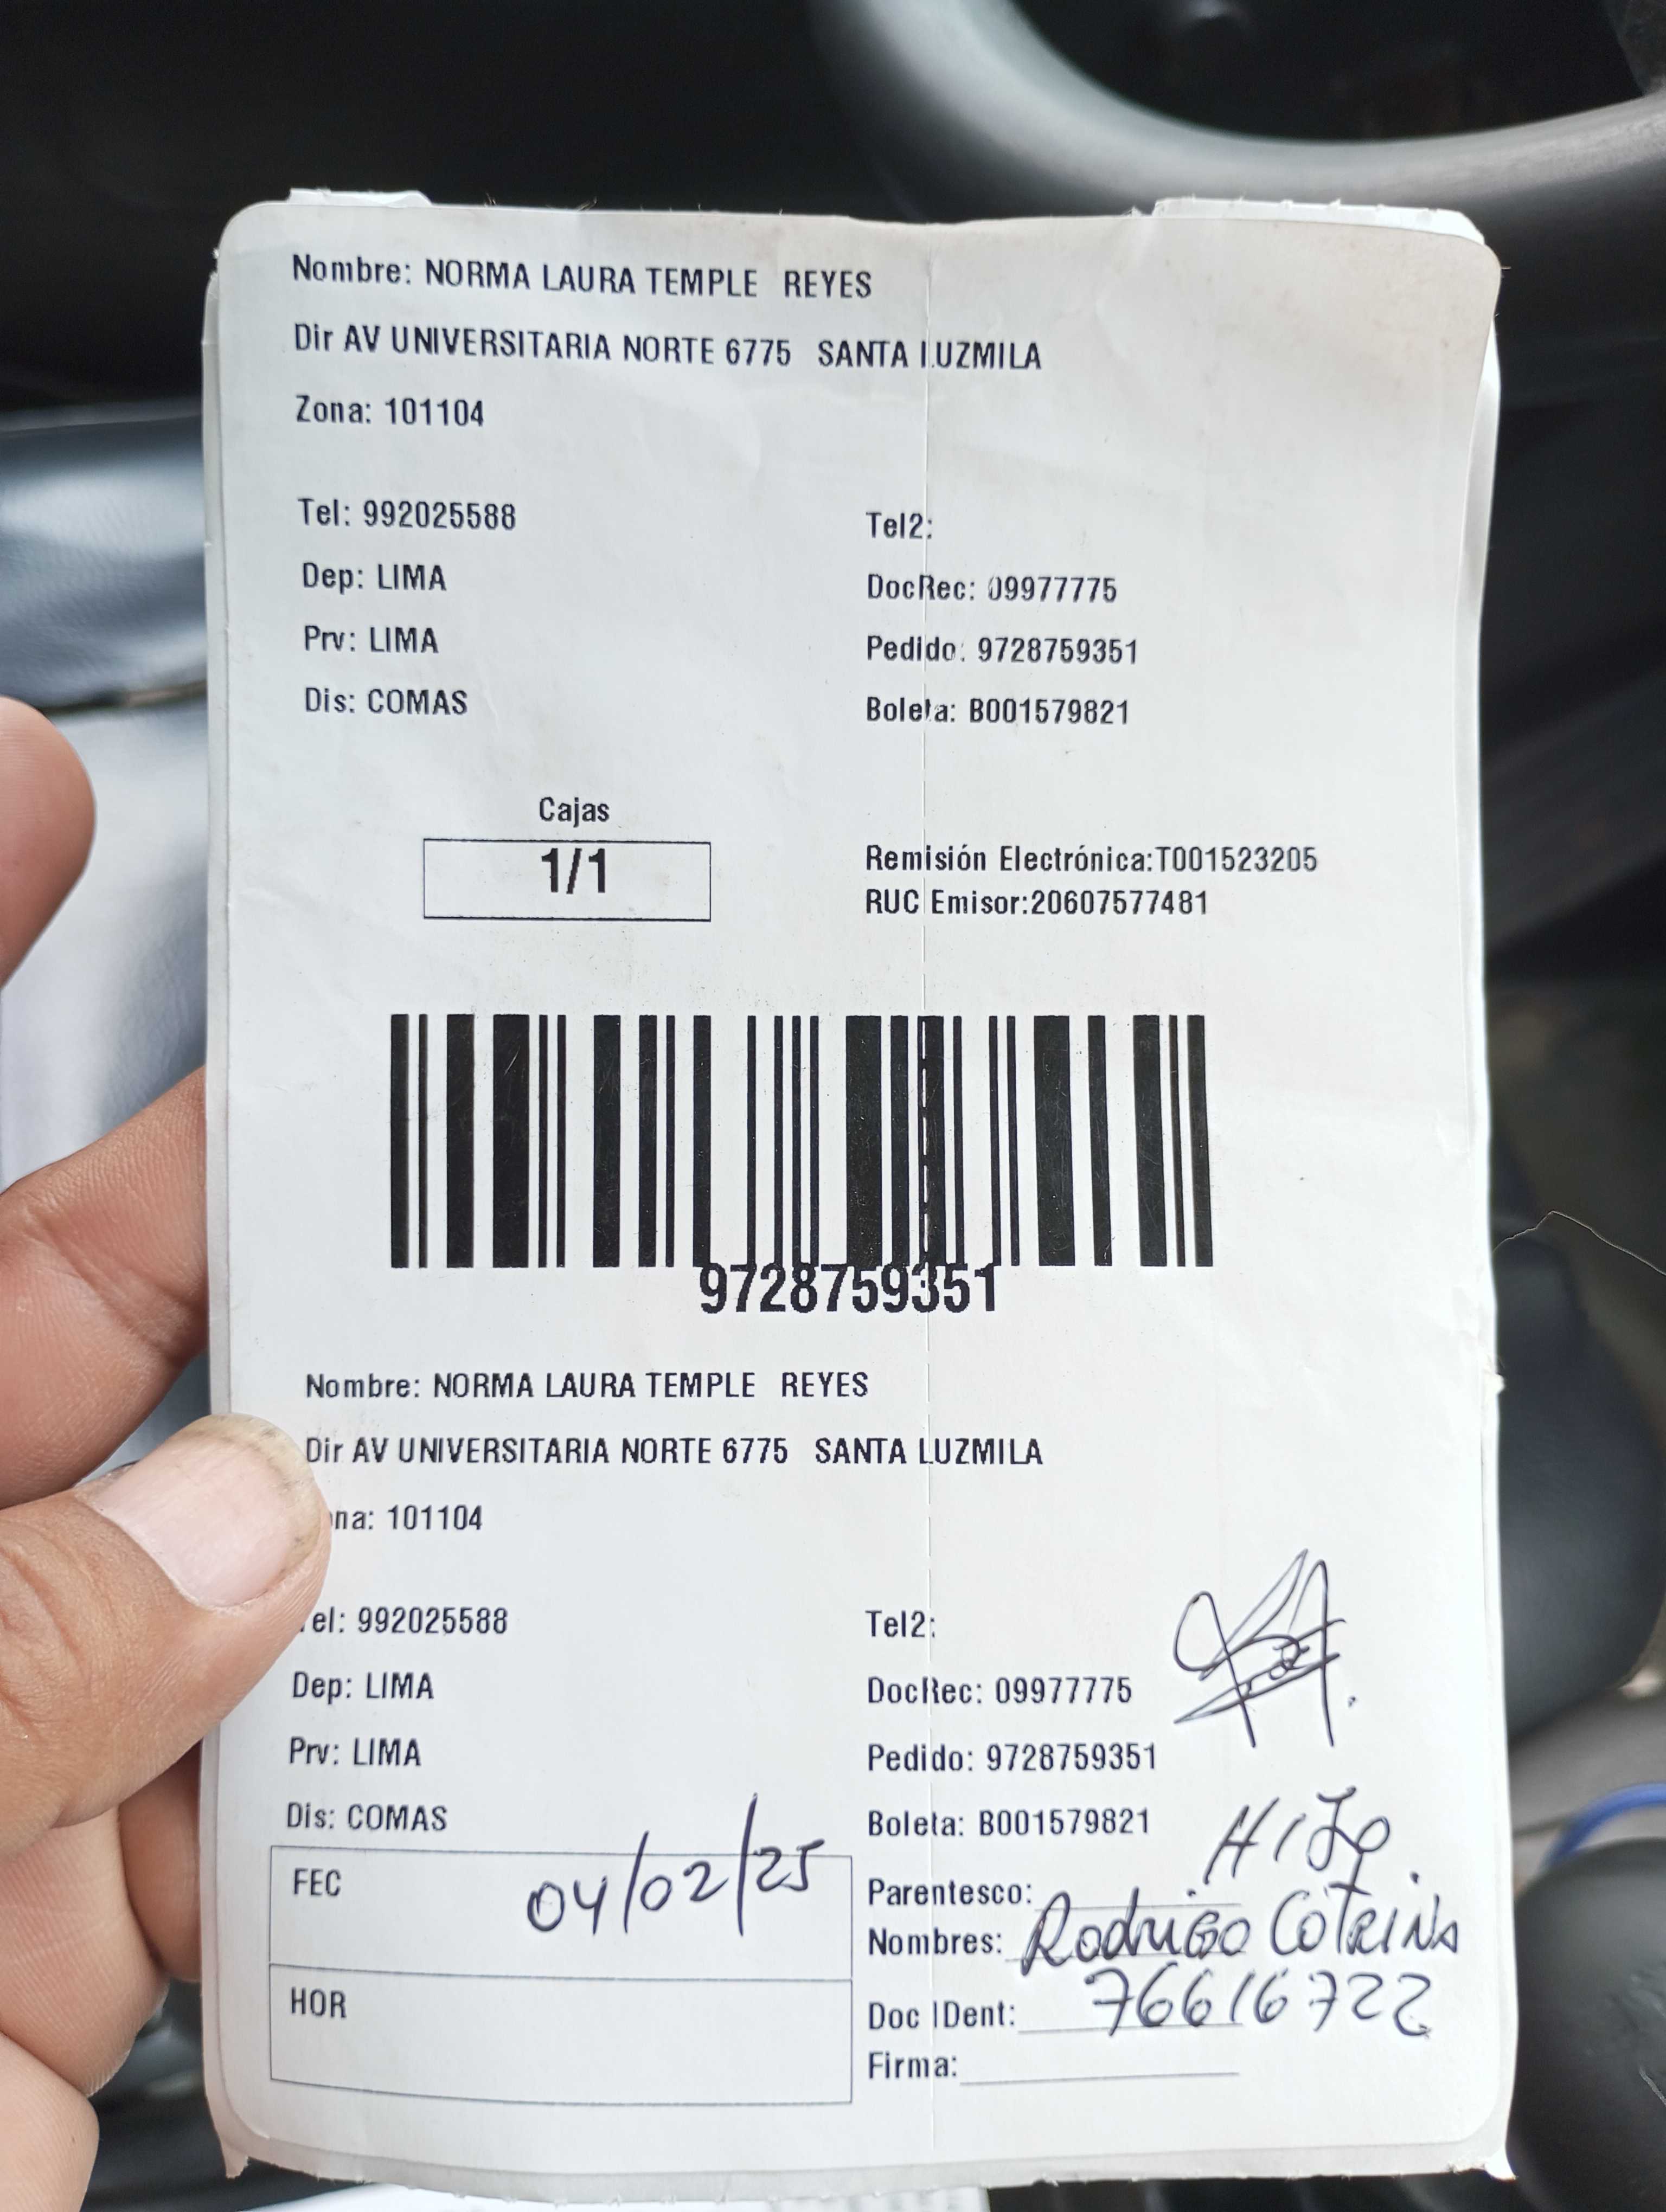 Nombre: NORMA LAURA TEMPLE REYES
Dir AV UNIVERSITARIA NORTE 6775 SANTA LUZMILA
Zona: 101104
Tel: 992025588
Tel2:
Dep: LIMA
DocRec: 09977775
Prv: LIMA
Pedido: 9728759351
Dis: COMAS
Boleta: B001579821
Cajas
1/1
Remisión Electrónica:T001523205
RUC Emisor:20607577481
9728759351
Nombre: NORMA LAURA TEMPLE REYES
Dir AV UNIVERSITARIA NORTE 6775 SANTA LUZMILA
ona: 101104
Tel: 992025588
Tel2:
Dep: LIMA
DocRec: 09977775
Prv: LIMA
Pedido: 9728759351
Dis: COMAS
Boleta: B001579821
FEC 04/02/25
HOR
Parentesco: HIJO.
Nombres: Rodrigo COTRINA
Doc IDent: 76616722
Firma: